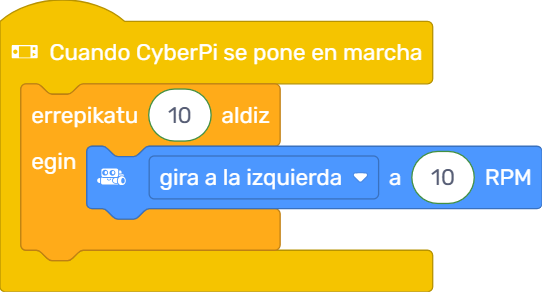 Cuando CyberPi se pone en marcha
errepikatu 10 aldiz
egin gira a la izquierda a 10 RPM